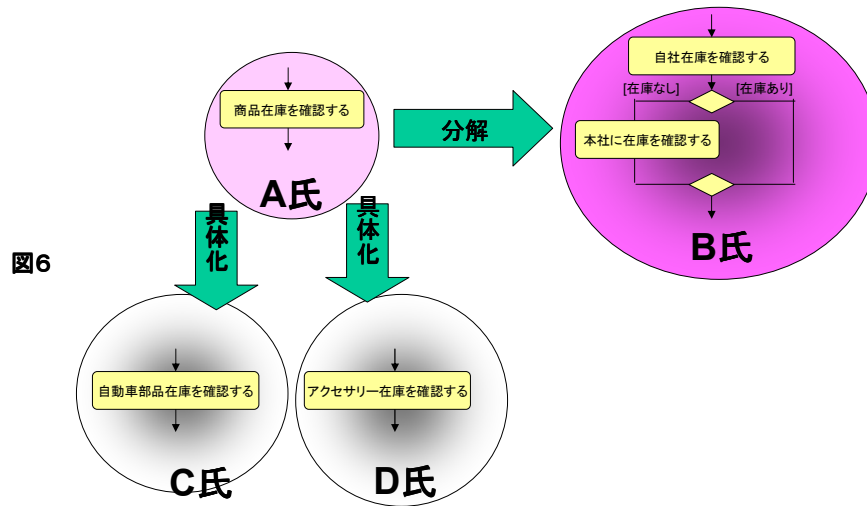 自社在庫を確認する
[在庫なし]
[在庫あり]
商品在庫を確認する
分解
本社に在庫を確認する
A氏
B氏
具体化
具体化
図6
自動車部品在庫を確認する
アクセサリー在庫を確認する
C氏
D氏